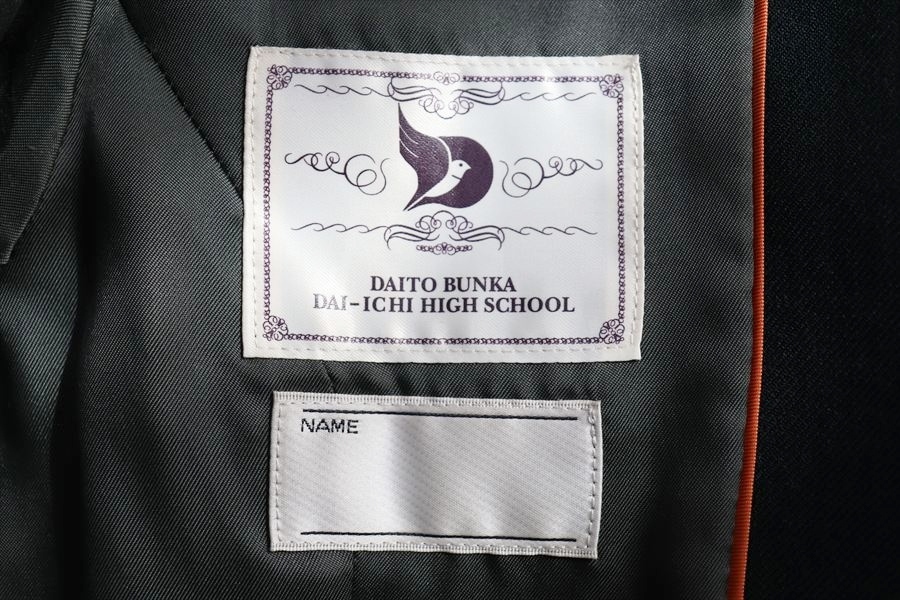 DAITO BUNKA
DAI-ICHI HIGH SCHOOL
NAME